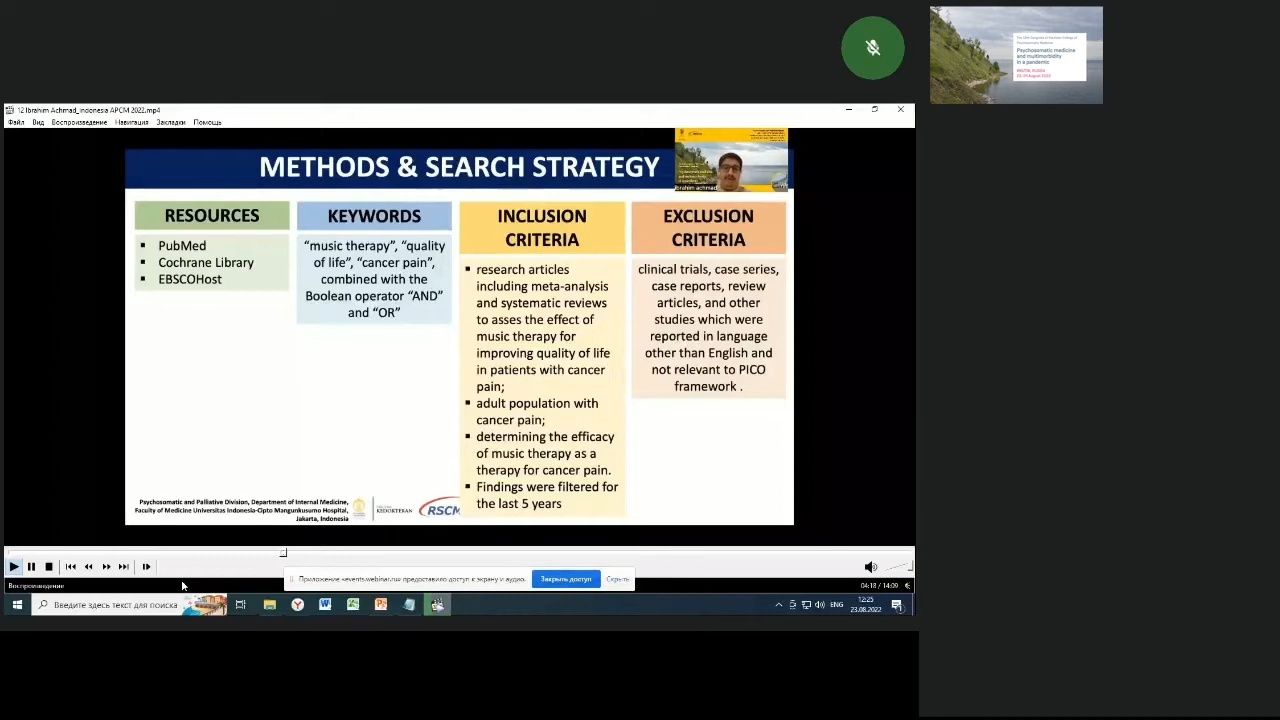 Psychosomatic medicine
and multimorbidity
in a pandemic
12 Ibrahim Achmad_Indonesia APCM 2022.mp4
Файл Вид Воспроизведение Навигация Закладки Помощь
METHODS & SEARCH STRATEGY
Ibrahim achmad
RESOURCES
▪ PubMed
▪ Cochrane Library
▪ EBSCOHost
KEYWORDS
“music therapy”, “quality
of life”, “cancer pain”,
combined with the
Boolean operator “AND”
and “OR”
INCLUSION
CRITERIA
▪ research articles
including meta-analysis
and systematic reviews
to asses the effect of
music therapy for
improving quality of life
in patients with cancer
pain;
▪ adult population with
cancer pain;
▪ determining the efficacy
of music therapy as a
therapy for cancer pain.
▪ Findings were filtered for
the last 5 years
EXCLUSION
CRITERIA
clinical trials, case series,
case reports, review
articles, and other
studies which were
reported in language
other than English and
not relevant to PICO
framework .
Psychosomatic and Palliative Division, Department of Internal Medicine,
Faculty of Medicine Universitas Indonesia-Cipto Mangunkusumo Hospital,
Jakarta, Indonesia
KEDOKTERAN
RSCM
Воспроизведение
04:18 / 14:09
Приложение «events.webinar.ru» предоставило доступ к экрану и аудио.
Закрыть доступ
Скрыть
Введите здесь текст для поиска
ENG
12:25
23.08.2022